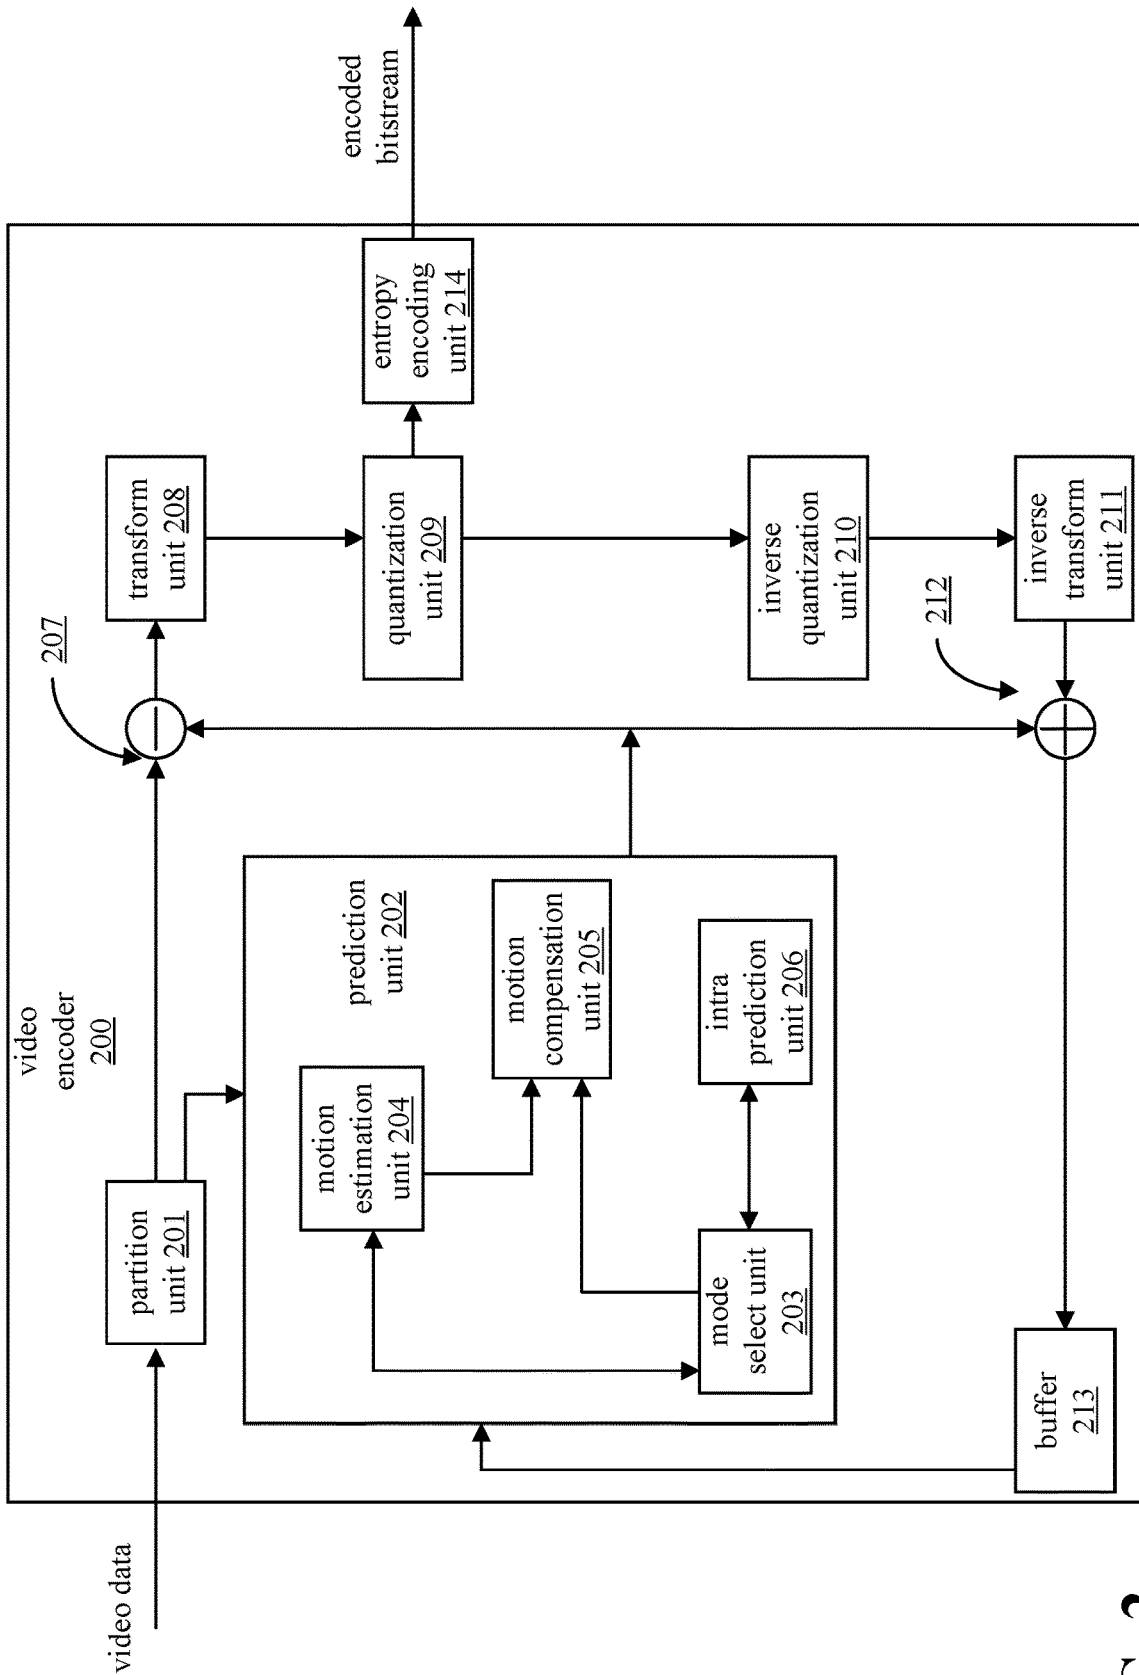 video
encoder
200
video data
partition
unit 201
207
transform
unit 208
prediction
unit 202
motion
estimation
unit 204
motion
compensation
unit 205
mode
select unit
203
intra
prediction
unit 206
quantization
unit 209
entropy
encoding
unit 214
encoded
bitstream
inverse
quantization
unit 210
inverse
transform
unit 211
212
buffer
213